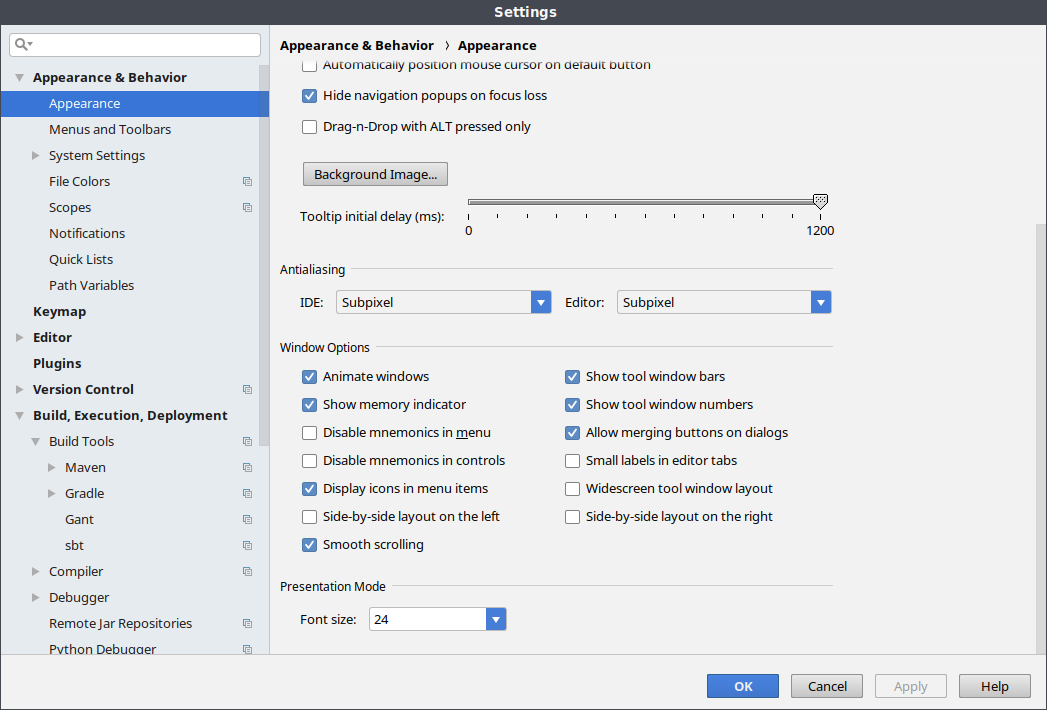 Settings
Appearance & Behavior
Appearance
Menus and Toolbars
System Settings
File Colors
Scopes
Notifications
Quick Lists
Path Variables
Keymap
Editor
Plugins
Version Control
Build, Execution, Deployment
Build Tools
Maven
Gradle
Gant
sbt
Compiler
Debugger
Remote Jar Repositories
Python Debugger
Appearance & Behavior › Appearance
Automatically position mouse cursor on default button
Hide navigation popups on focus loss
Drag-n-Drop with ALT pressed only
Background Image...
Tooltip initial delay (ms):
0 1200
Antialiasing
IDE: Subpixel Editor: Subpixel
Window Options
Animate windows Show tool window bars
Show memory indicator Show tool window numbers
Disable mnemonics in menu Allow merging buttons on dialogs
Disable mnemonics in controls Small labels in editor tabs
Display icons in menu items Widescreen tool window layout
Side-by-side layout on the left Side-by-side layout on the right
Smooth scrolling
Presentation Mode
Font size: 24
OK Cancel Apply Help